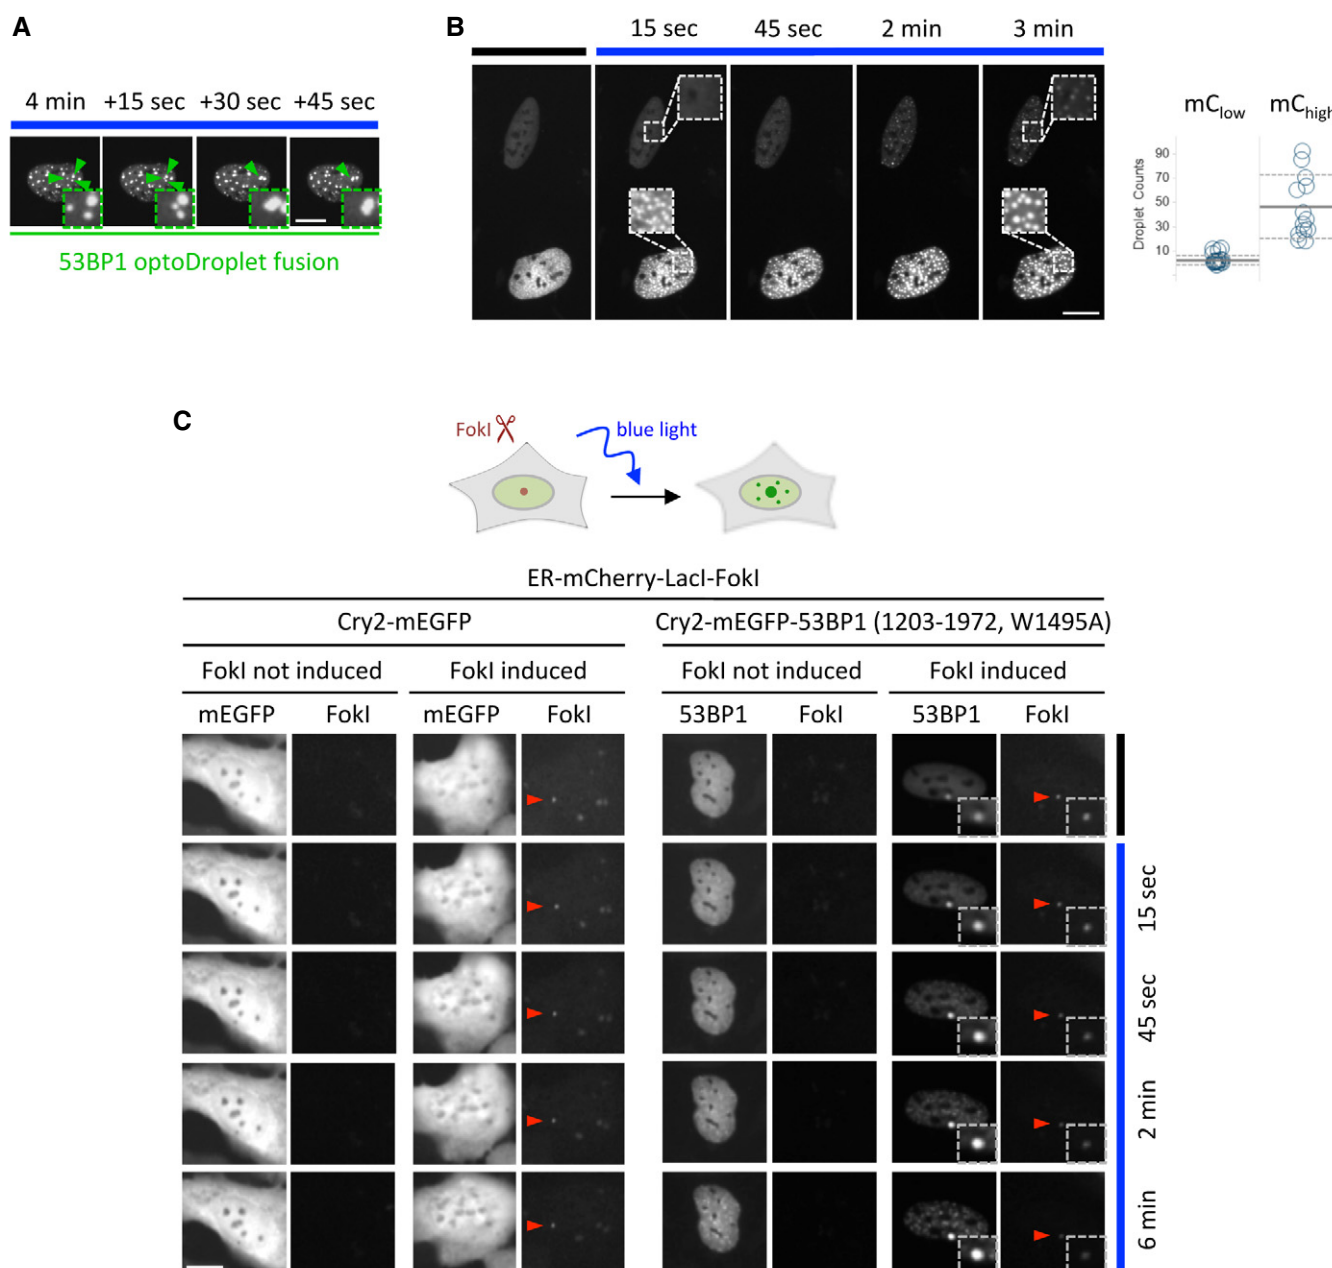 A
4 min +15 sec +30 sec +45 sec
53BP1 optoDroplet fusion
B
15 sec 45 sec 2 min 3 min
mClow mChigh
Droplet Counts
90
70
50
30
10
C
FokI blue light
ER-mCherry-LacI-FokI
Cry2-mEGFP Cry2-mEGFP-53BP1 (1203-1972, W1495A)
FokI not induced FokI induced FokI not induced FokI induced
mEGFP FokI mEGFP FokI 53BP1 FokI 53BP1 FokI
15 sec
45 sec
2 min
6 min